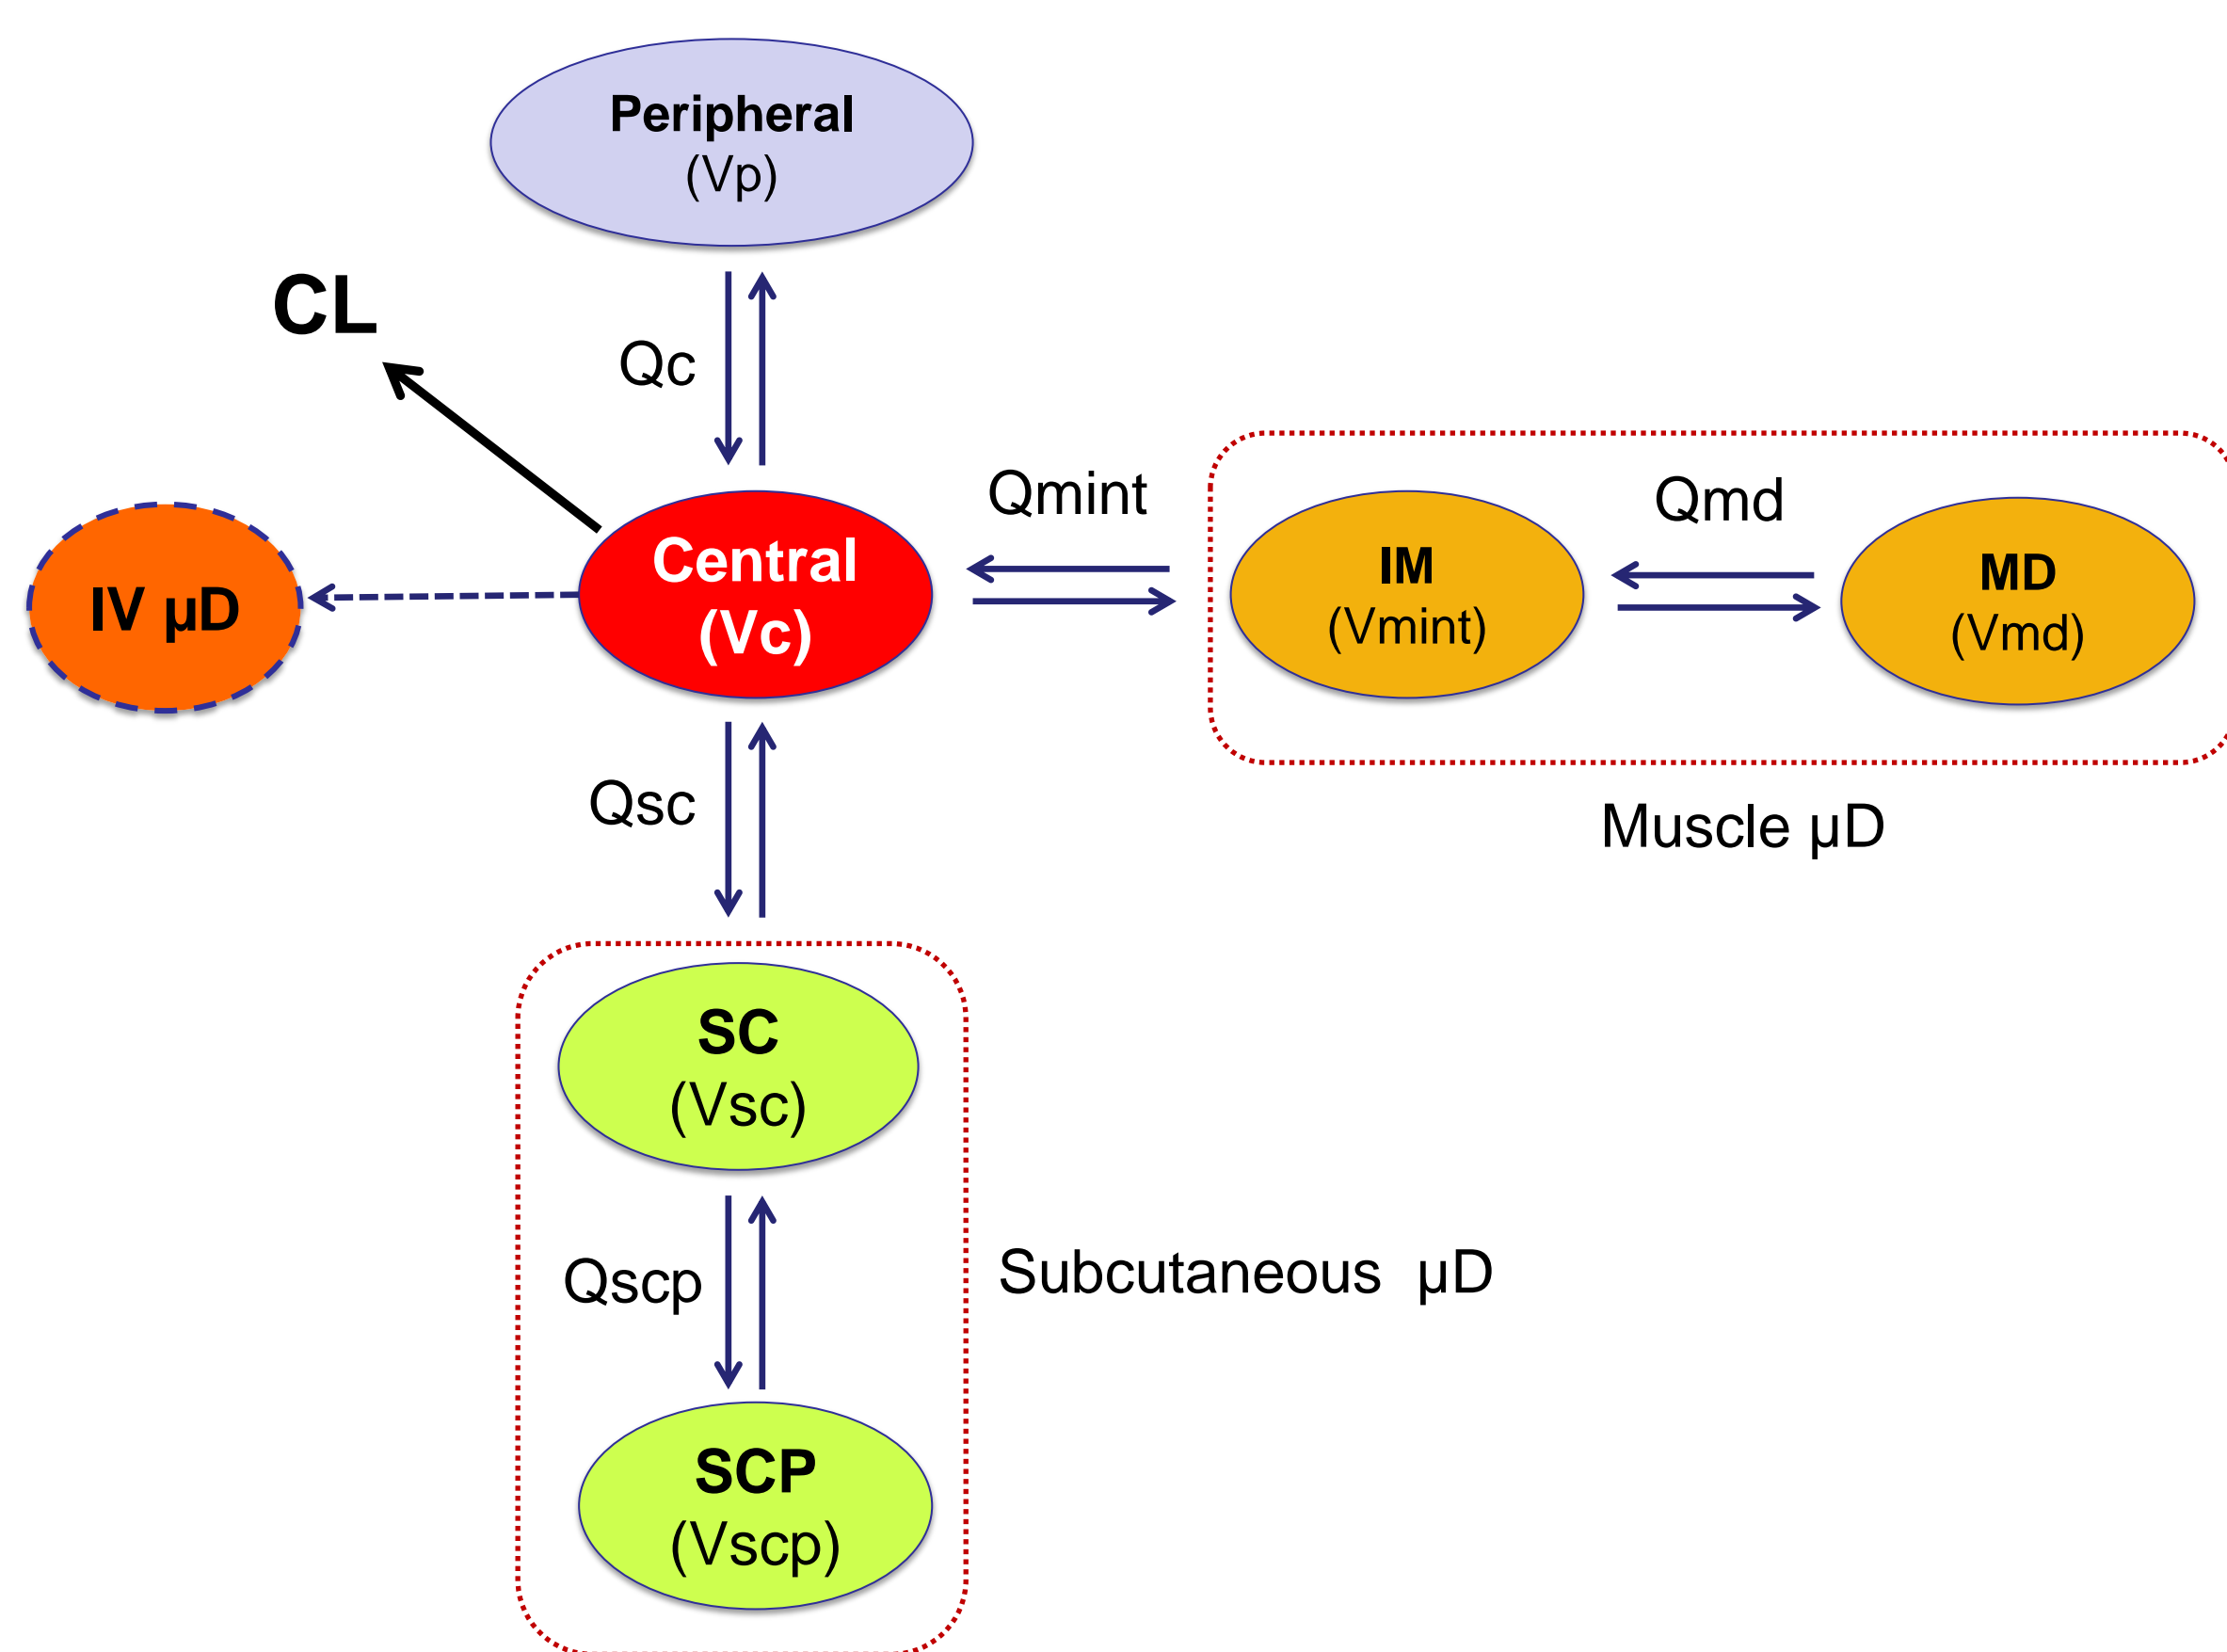 Peripheral
(Vp)
CL
Qc
Qmint
Qmd
Central
(Vc)
IV µD
IM
(Vmint)
MD
(Vmd)
Qsc
Muscle µD
SC
(Vsc)
Qscp
Subcutaneous µD
SCP
(Vscp)